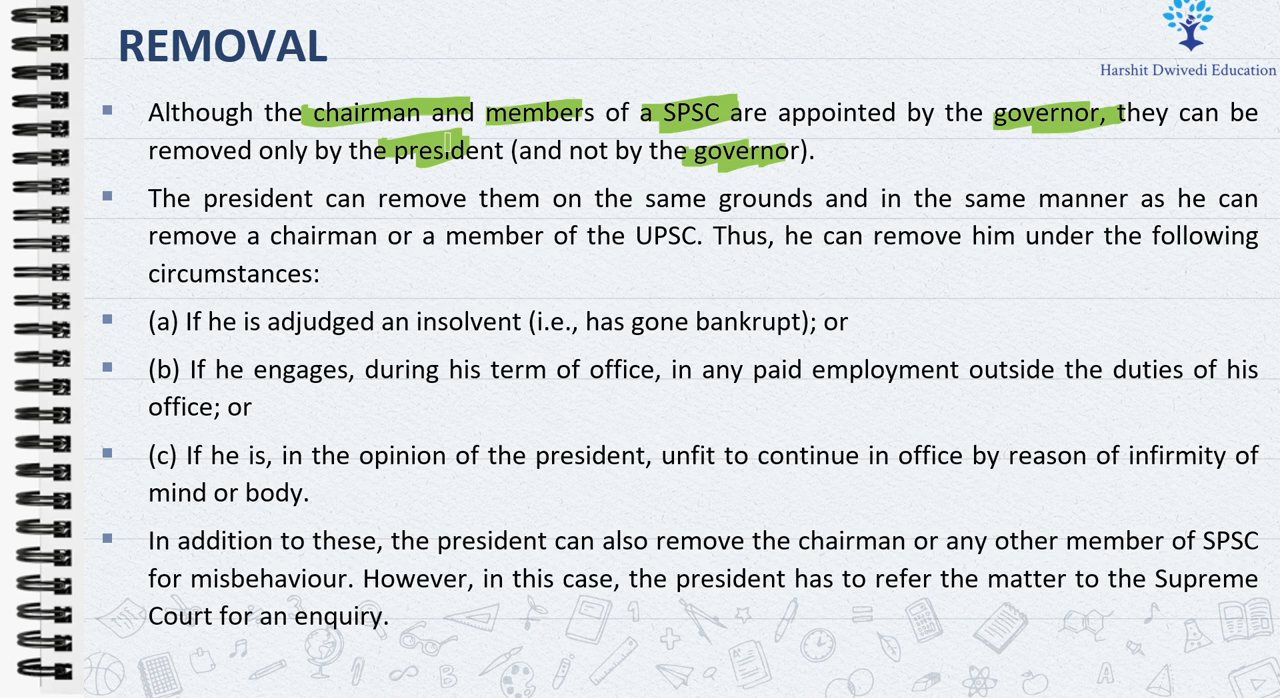 REMOVAL
Harshit Dwivedi Education
Although the chairman and members of a SPSC are appointed by the governor, they can be
removed only by the president (and not by the governor).
The president can remove them on the same grounds and in the same manner as he can
remove a chairman or a member of the UPSC. Thus, he can remove him under the following
circumstances:
(a) If he is adjudged an insolvent (i.e., has gone bankrupt); or
(b) If he engages, during his term of office, in any paid employment outside the duties of his
office; or
(c) If he is, in the opinion of the president, unfit to continue in office by reason of infirmity of
mind or body.
In addition to these, the president can also remove the chairman or any other member of SPSC
for misbehaviour. However, in this case, the president has to refer the matter to the Supreme
Court for an enquiry.